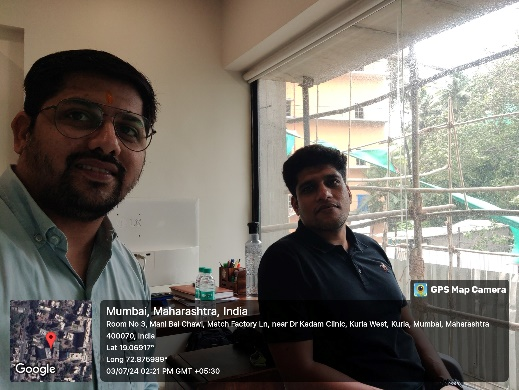 GPS Map Camera
Mumbai, Maharashtra, India
Room No 3, Mani Bai Chawl, Match Factory Ln, near Dr Kadam Clinic, Kurla West, Kurla, Mumbai, Maharashtra
400070, India
Lat 19.06917°
Long 72.876989°
03/07/24 02:21 PM GMT +05:30
Google